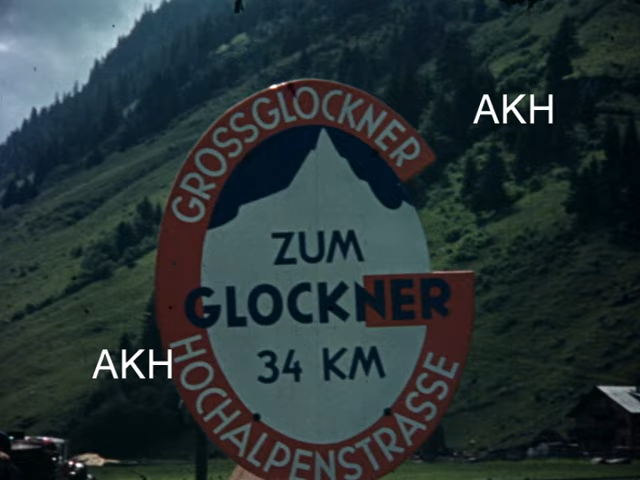 AKH
GROSSGLOCKNER
ZUM
GLOCKNER
34 KM
HOCHALPENSTRASSE
AKH